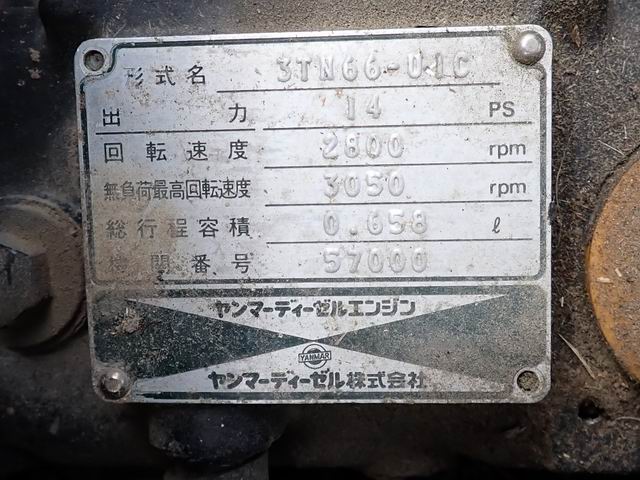 形式名 3TN66-U1C
出力 14 PS
回転速度 2800 rpm
無負荷最高回転速度 3050 rpm
総行程容積 0.658 ℓ
機関番号 57000
ヤンマーディーゼルエンジン
YANMAR
ヤンマーディーゼル株式会社